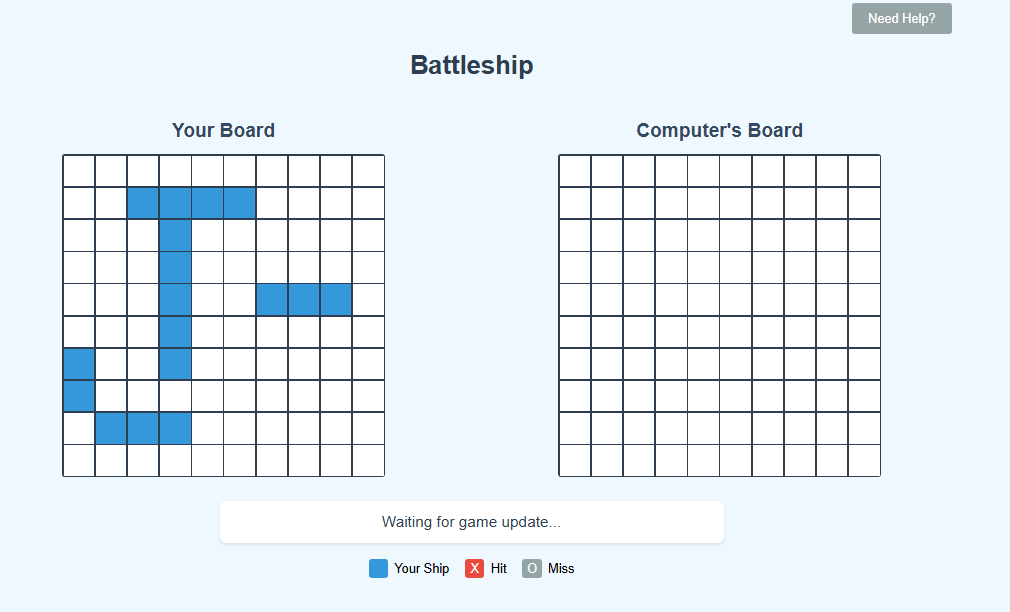 Need Help?
Battleship
Your Board
Computer's Board
Waiting for game update...
Your Ship
X Hit
O Miss